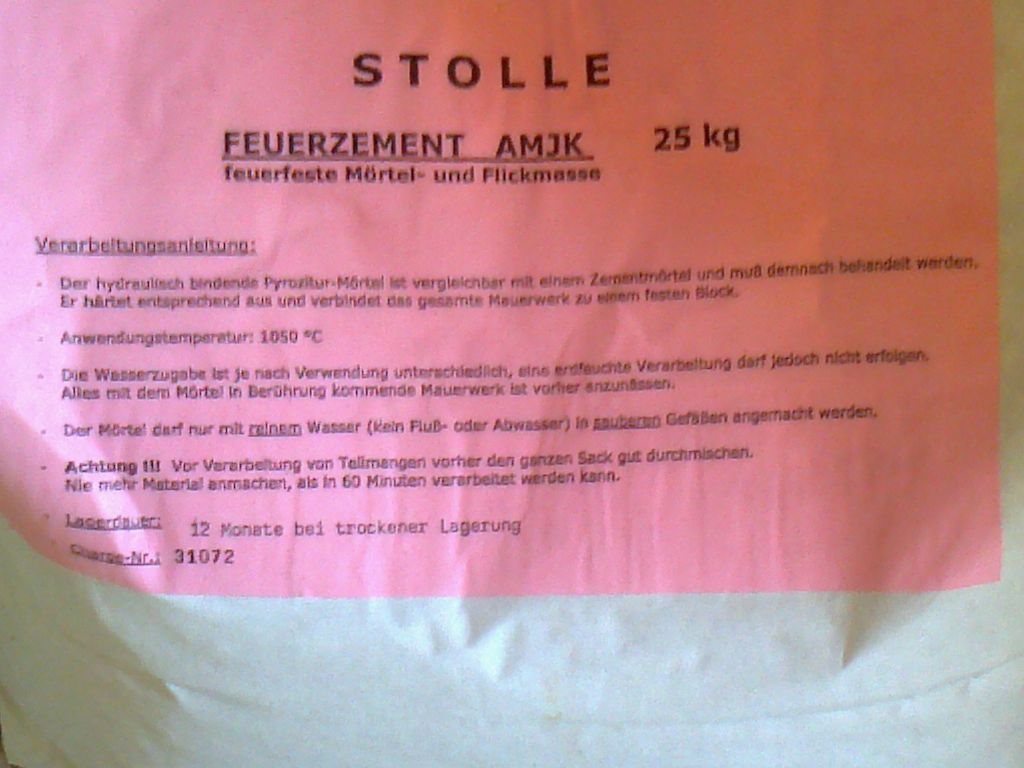 STOLLE
FEUERZEMENT AMJK 25 kg
feuerfeste Mörtel- und Flickmasse
Verarbeitungsanleitung:
- Der hydraulisch bindende Mörtel ist vergleichbar mit einem Zementmörtel und muß demnach behandelt werden.
Er härtet entsprechend aus und verbindet das gesamte Mauerwerk zu einem festen Block.
- Anwendungstemperatur: 1050 °C
- Die Wasserzugabe ist je nach Verwendung unterschiedlich, eine erdfeuchte Verarbeitung darf jedoch nicht erfolgen.
Alles mit dem Mörtel in Berührung kommende Mauerwerk ist vorher anzunässen.
- Der Mörtel darf nur mit reinem Wasser (kein Fluß- oder Abwasser) in sauberen Gefäßen angemacht werden.
- Achtung !!! Vor Verarbeitung von Teilmengen vorher den ganzen Sack gut durchmischen.
Nie mehr Material anmachen, als in 60 Minuten verarbeitet werden kann.
- Lagerdauer: 12 Monate bei trockener Lagerung
Charge-Nr.: 31072